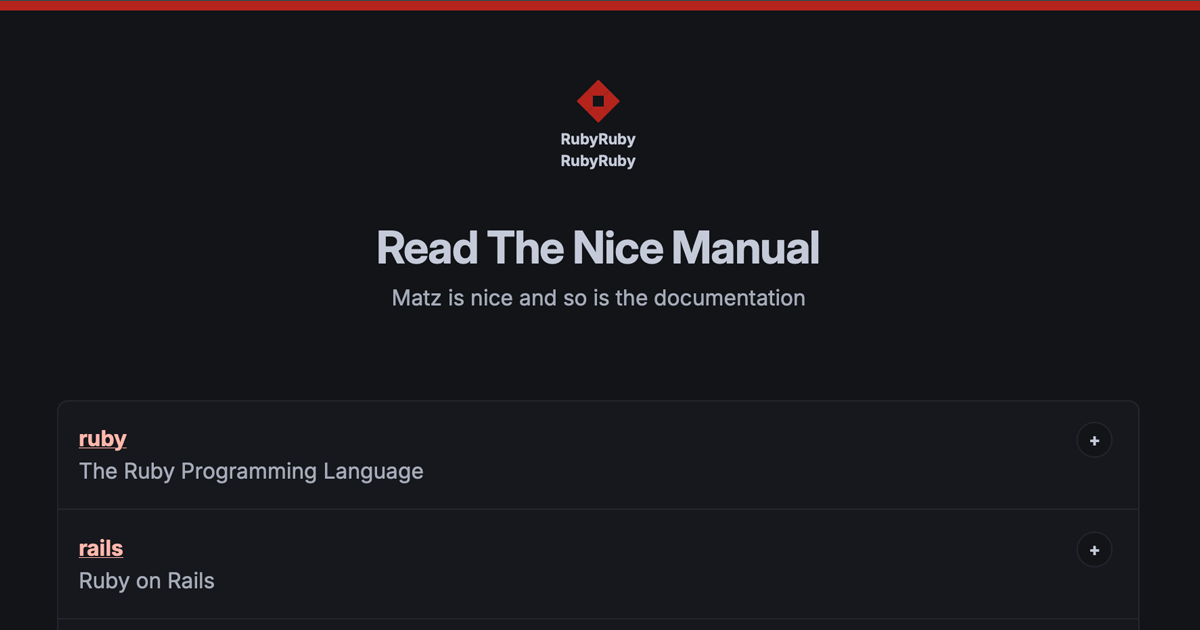 RubyRuby
RubyRuby
Read The Nice Manual
Matz is nice and so is the documentation
ruby
+
The Ruby Programming Language
rails
+
Ruby on Rails